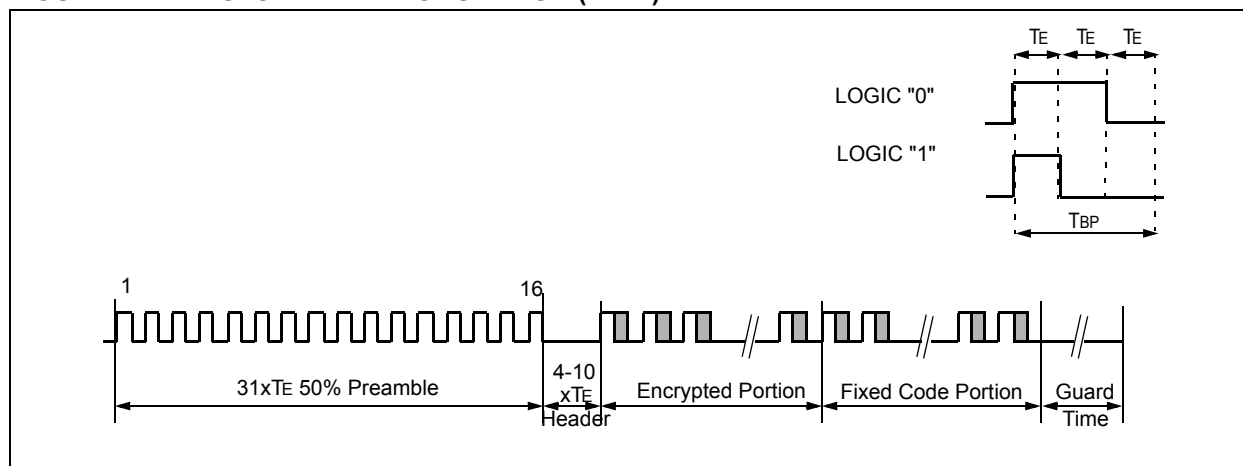 TE TE TE
LOGIC "0"
LOGIC "1"
TBP
1
16
31xTE 50% Preamble
4-10
xTE
Header
Encrypted Portion
Fixed Code Portion
Guard
Time